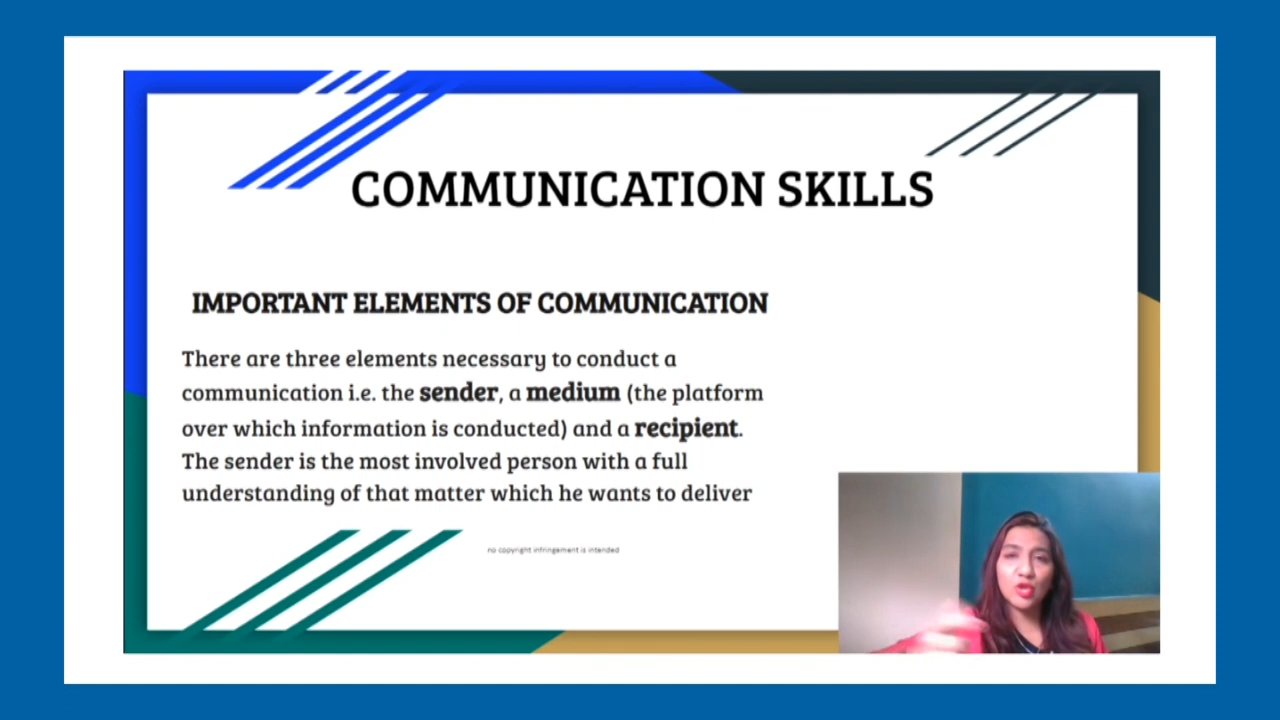 COMMUNICATION SKILLS
IMPORTANT ELEMENTS OF COMMUNICATION
There are three elements necessary to conduct a
communication i.e. the sender, a medium (the platform
over which information is conducted) and a recipient.
The sender is the most involved person with a full
understanding of that matter which he wants to deliver
no copyright infringement is intended